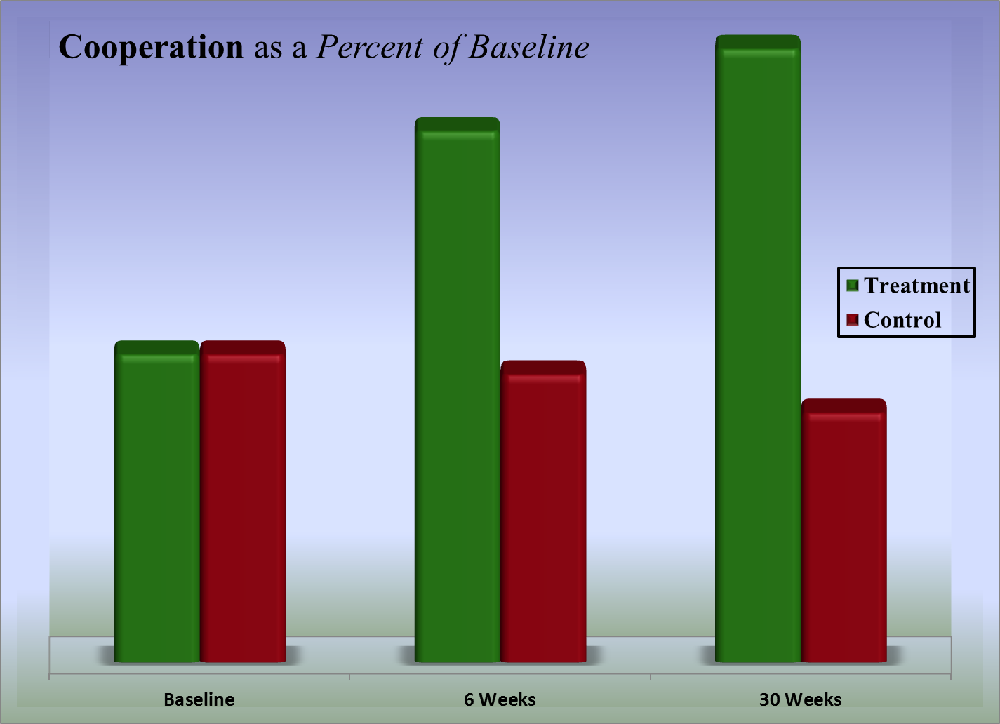 Cooperation as a Percent of Baseline
Treatment
Control
Baseline
6 Weeks
30 Weeks